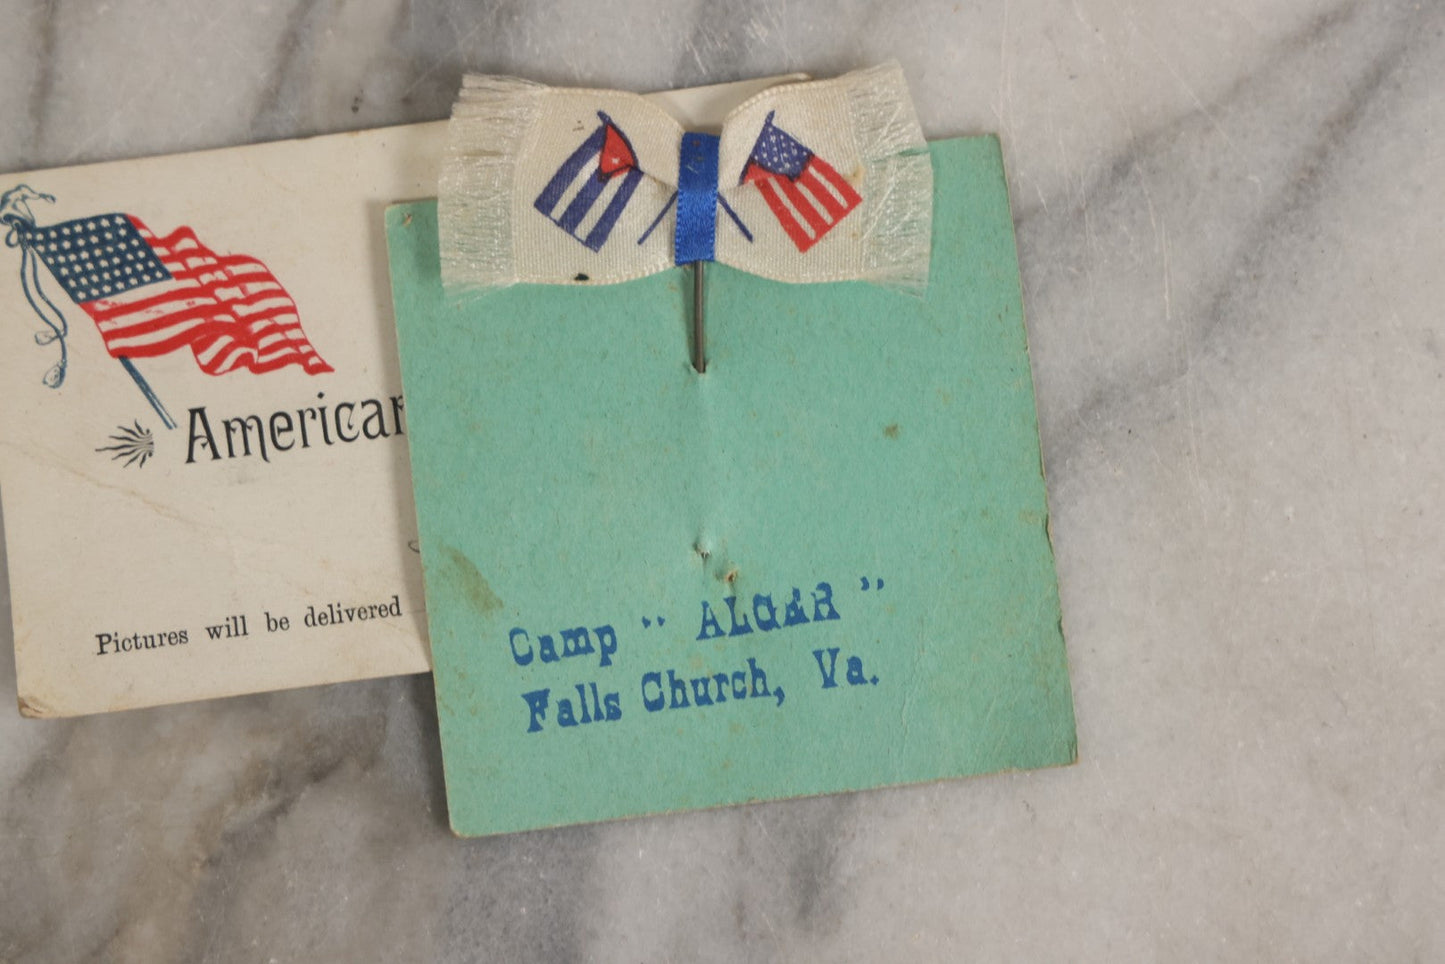 American
Pictures will be delivered
Camp " ALGAR "
Falls Church, Va.